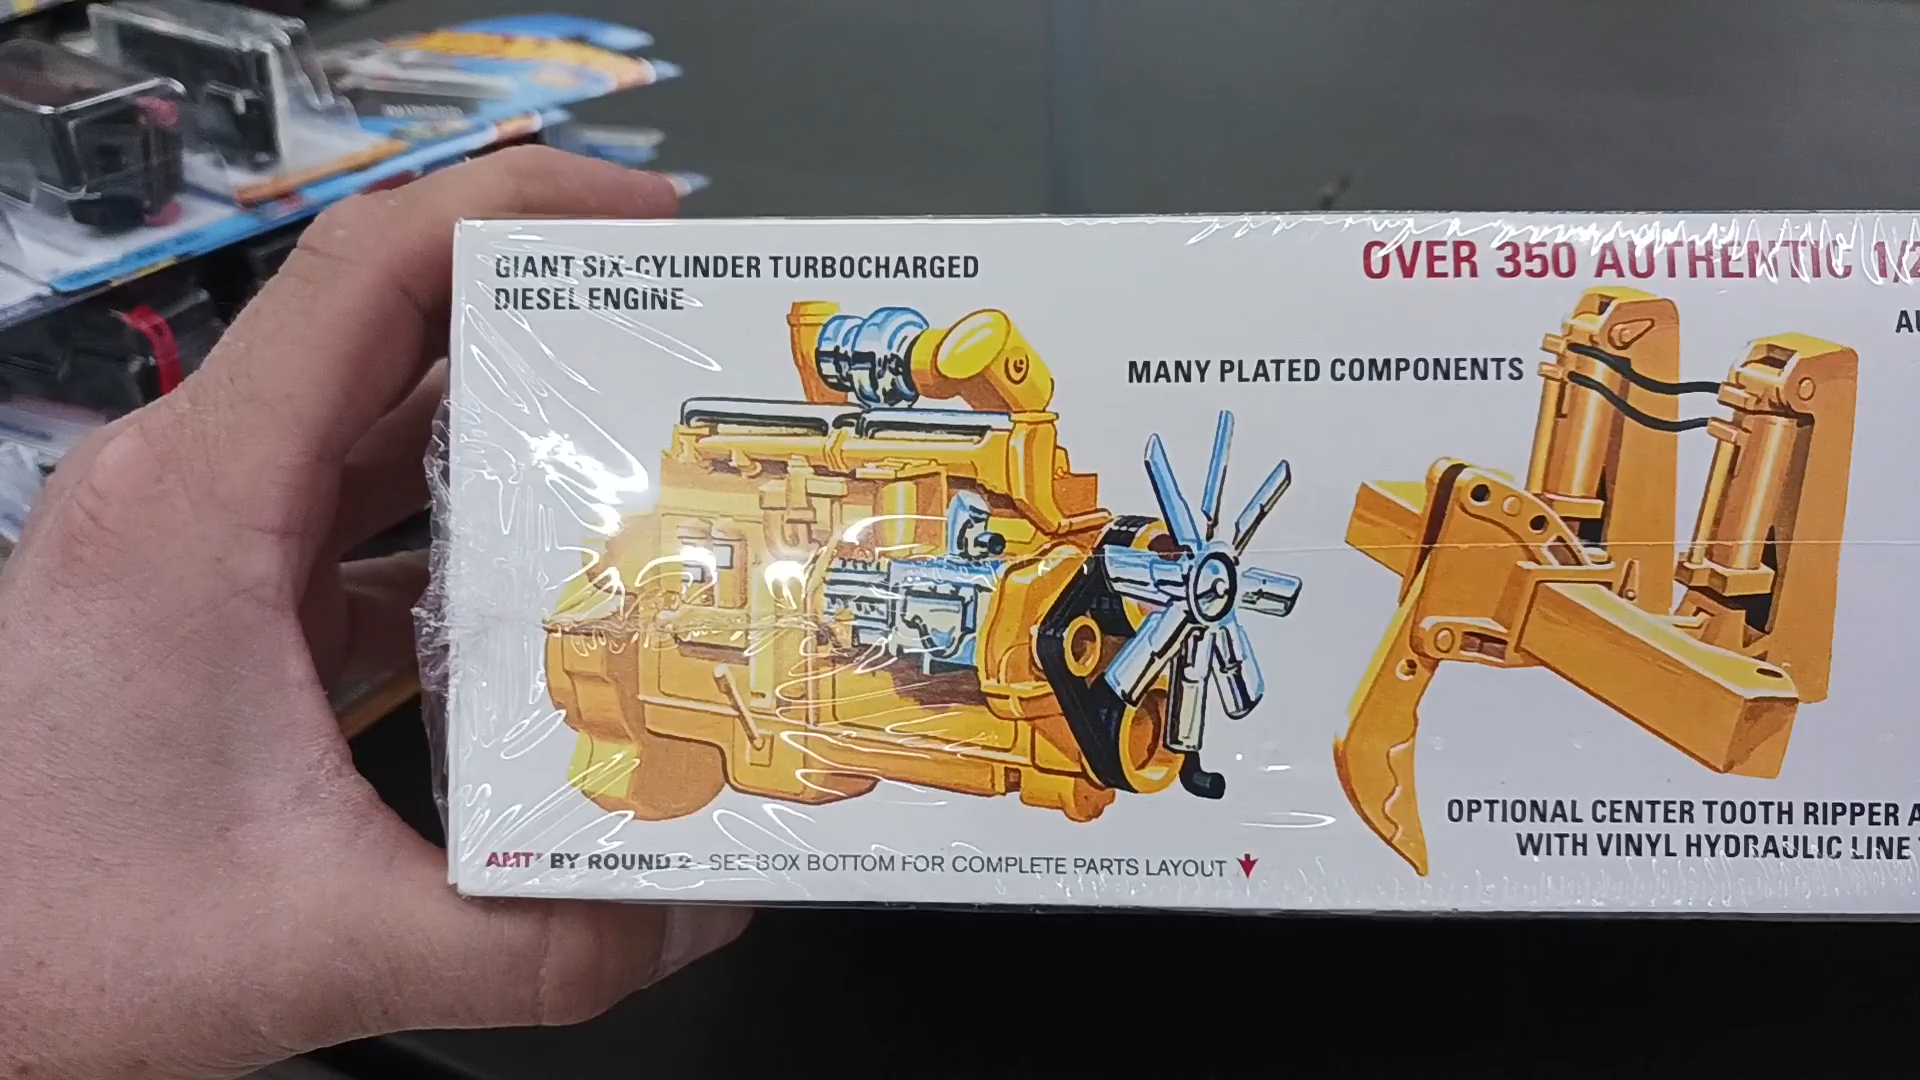 GIANT SIX-CYLINDER TURBOCHARGED
DIESEL ENGINE
OVER 350 AUTHENTIC
MANY PLATED COMPONENTS
OPTIONAL CENTER TOOTH RIPPER
WITH VINYL HYDRAULIC LINE
AMT® BY ROUND 2 - SEE BOX BOTTOM FOR COMPLETE PARTS LAYOUT